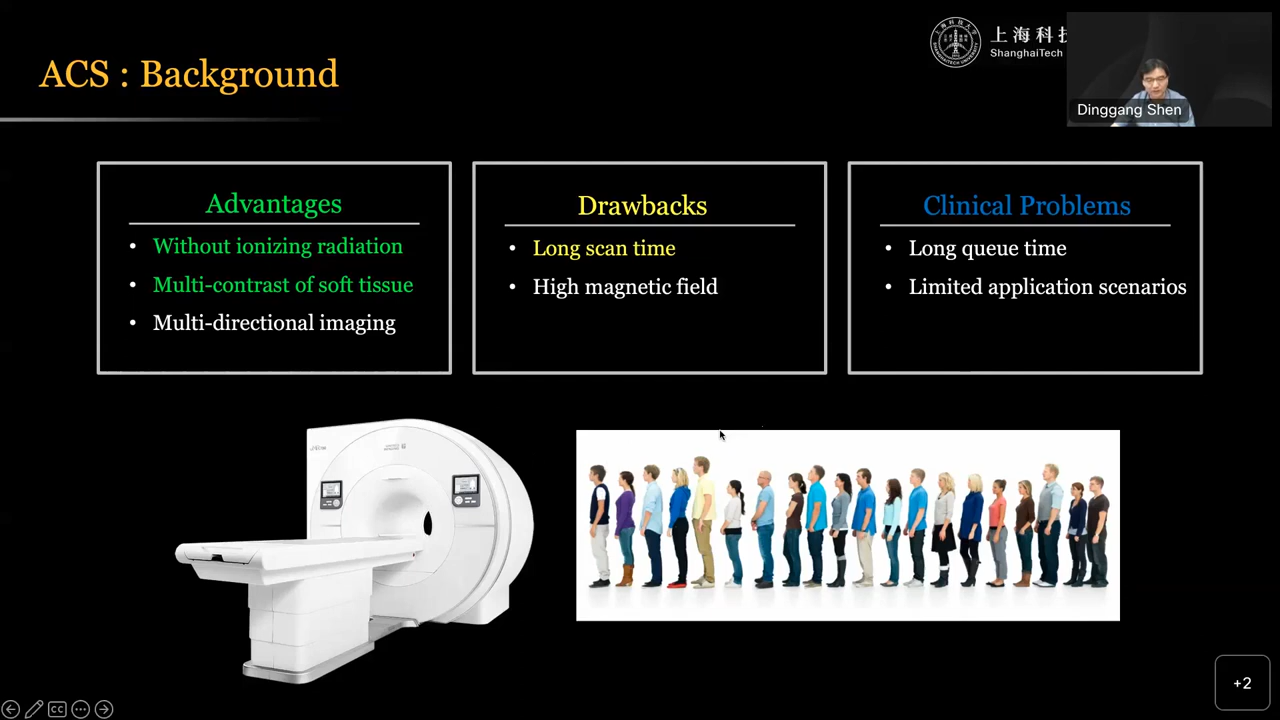 ACS : Background
上海科技
ShanghaiTech
Dinggang Shen
Advantages
• Without ionizing radiation
• Multi-contrast of soft tissue
• Multi-directional imaging
Drawbacks
• Long scan time
• High magnetic field
Clinical Problems
• Long queue time
• Limited application scenarios
CC
+2